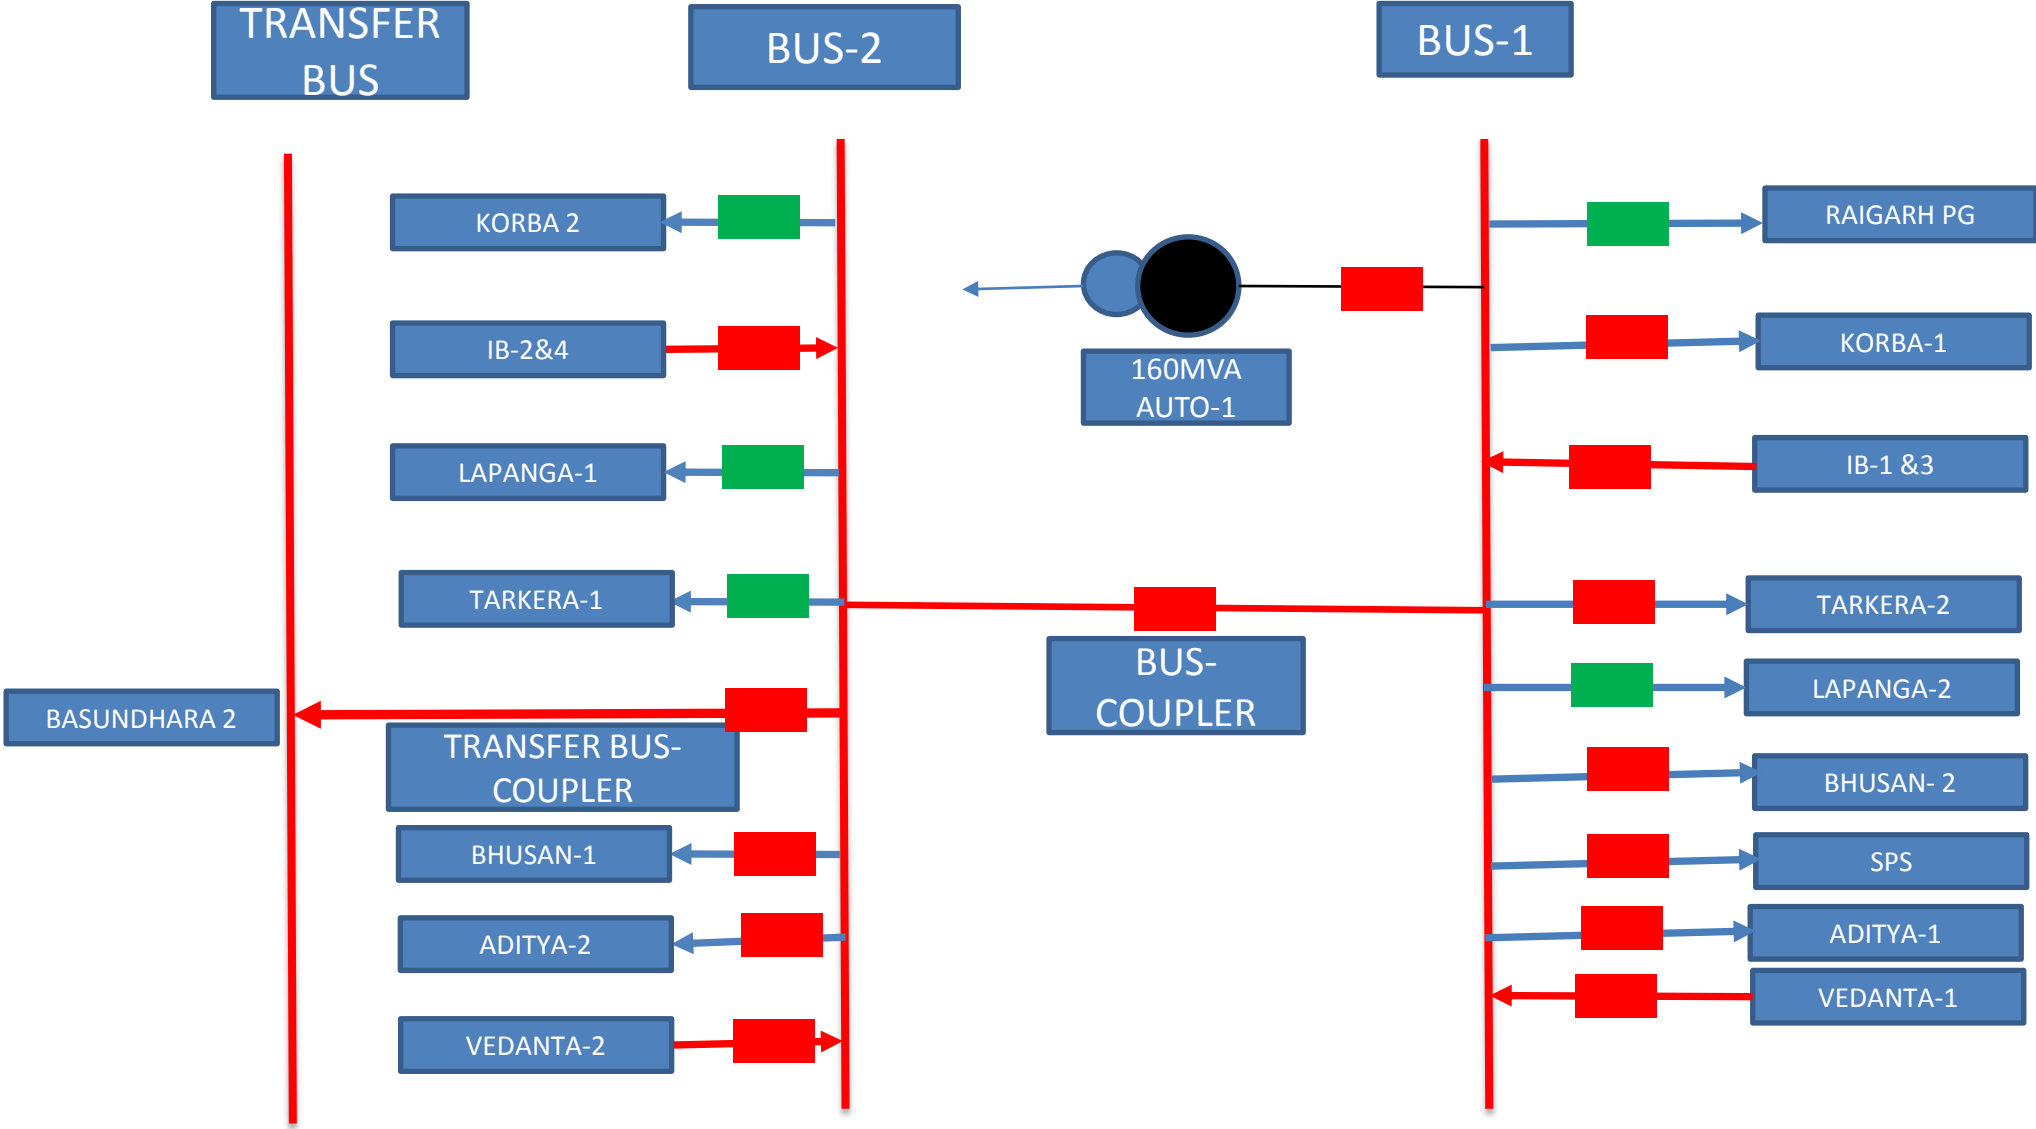 TRANSFER
BUS
BUS-2
BUS-1
KORBA 2
RAIGARH PG
IB-2&4
160MVA
AUTO-1
KORBA-1
LAPANGA-1
IB-1 &3
TARKERA-1
TARKERA-2
BASUNDHARA 2
BUS-
COUPLER
LAPANGA-2
TRANSFER BUS-
COUPLER
BHUSAN- 2
BHUSAN-1
SPS
ADITYA-2
ADITYA-1
VEDANTA-2
VEDANTA-1